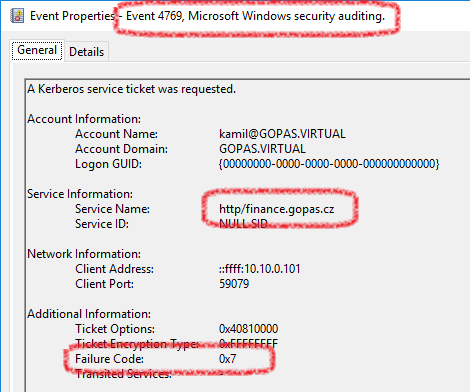 Event Properties - Event 4769, Microsoft Windows security auditing.
General Details
A Kerberos service ticket was requested.
Account Information:
Account Name: kamil@GOPAS.VIRTUAL
Account Domain: GOPAS.VIRTUAL
Logon GUID: {00000000-0000-0000-0000-000000000000}
Service Information:
Service Name: http/finance.gopas.cz
Service ID: NULL SID
Network Information:
Client Address: ::ffff:10.10.0.101
Client Port: 59079
Additional Information:
Ticket Options: 0x40810000
Ticket Encryption Type: 0xFFFFFFFF
Failure Code: 0x7
Transited Services: -